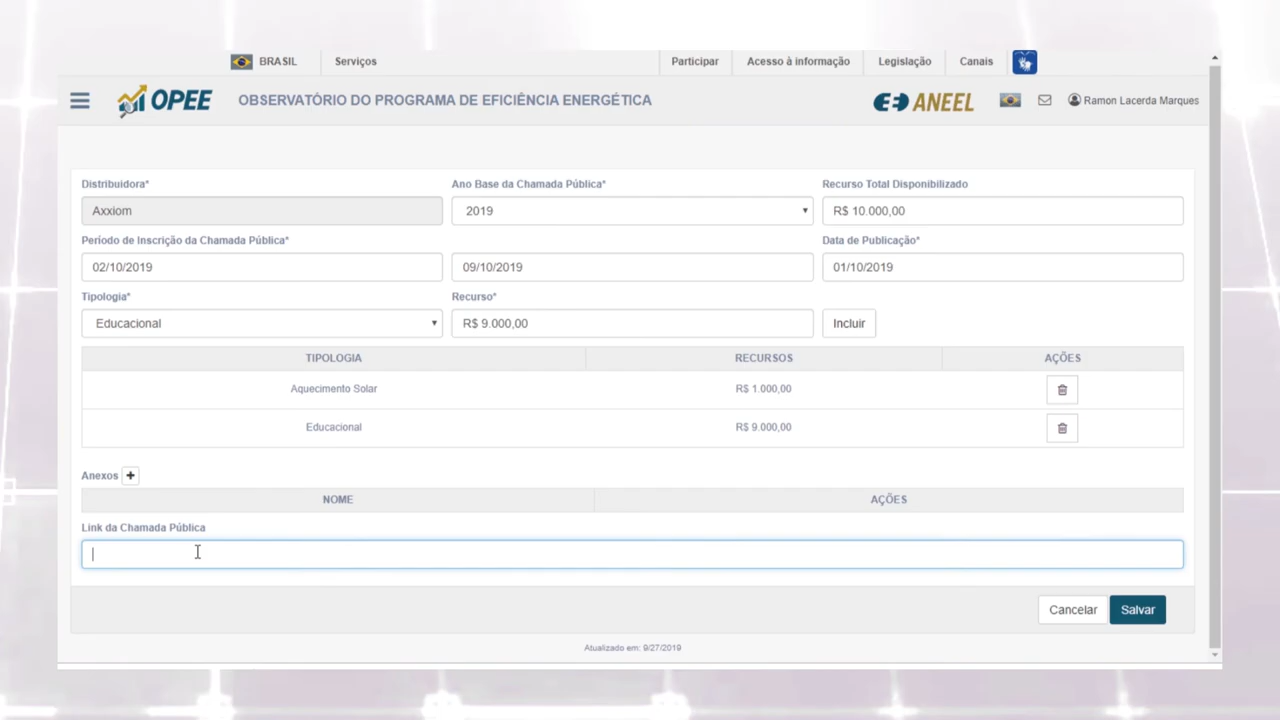 BRASIL Serviços Participar Acesso à informação Legislação Canais
OPEE OBSERVATÓRIO DO PROGRAMA DE EFICIÊNCIA ENERGÉTICA ANEEL Ramon Lacerda Marques
Distribuidora* Ano Base da Chamada Pública* Recurso Total Disponibilizado
Axxiom 2019 R$ 10.000,00
Período de Inscrição da Chamada Pública* Data de Publicação*
02/10/2019 09/10/2019 01/10/2019
Tipologia* Recurso*
Educacional R$ 9.000,00 Incluir
TIPOLOGIA RECURSOS AÇÕES
Aquecimento Solar R$ 1.000,00
Educacional R$ 9.000,00
Anexos +
NOME AÇÕES
Link da Chamada Pública
Cancelar Salvar
Atualizado em: 9/27/2019